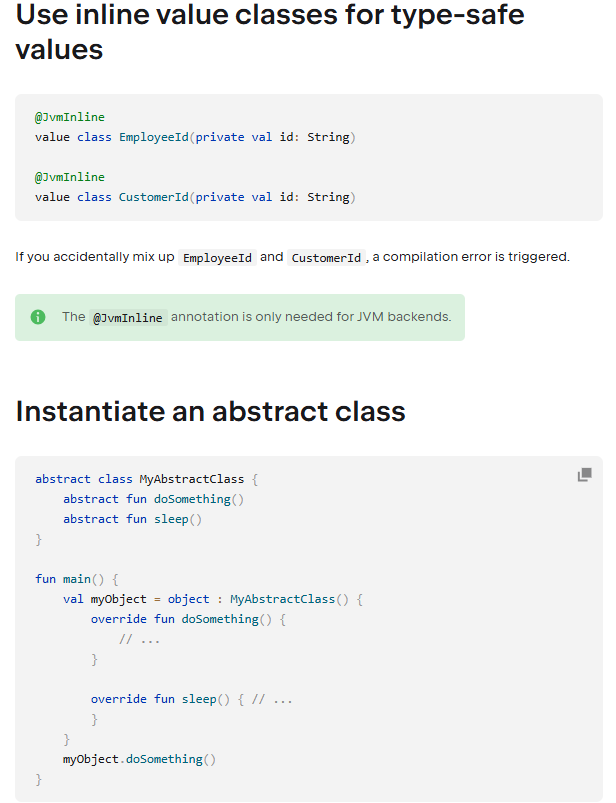 Use inline value classes for type-safe
values
@JvmInline
value class EmployeeId(private val id: String)
@JvmInline
value class CustomerId(private val id: String)
If you accidentally mix up EmployeeId and CustomerId, a compilation error is triggered.
The @JvmInline annotation is only needed for JVM backends.
Instantiate an abstract class
abstract class MyAbstractClass {
    abstract fun doSomething()
    abstract fun sleep()
}
fun main() {
    val myObject = object : MyAbstractClass() {
        override fun doSomething() {
            // ...
        }
        override fun sleep() { // ...
        }
    }
    myObject.doSomething()
}